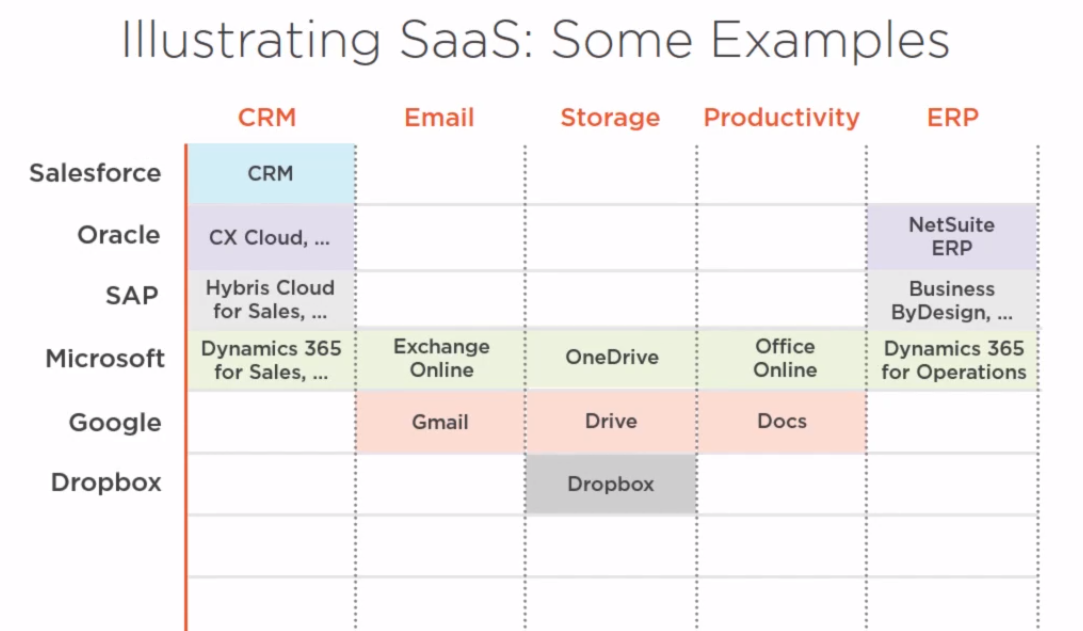 Illustrating SaaS: Some Examples
CRM Email Storage Productivity ERP
Salesforce CRM
Oracle CX Cloud, ... NetSuite ERP
SAP Hybris Cloud for Sales, ... Business ByDesign, ...
Microsoft Dynamics 365 for Sales, ... Exchange Online OneDrive Office Online Dynamics 365 for Operations
Google Gmail Drive Docs
Dropbox Dropbox